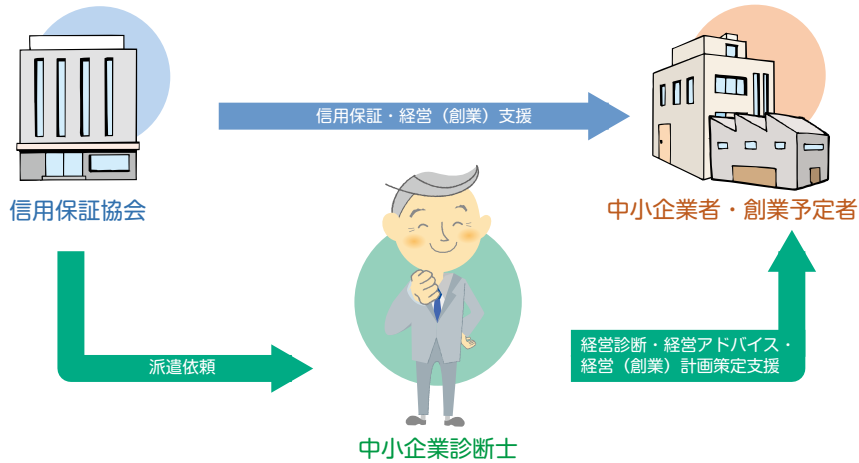 信用保証・経営（創業）支援
信用保証協会
中小企業者・創業予定者
派遣依頼
経営診断・経営アドバイス・
経営（創業）計画策定支援
中小企業診断士